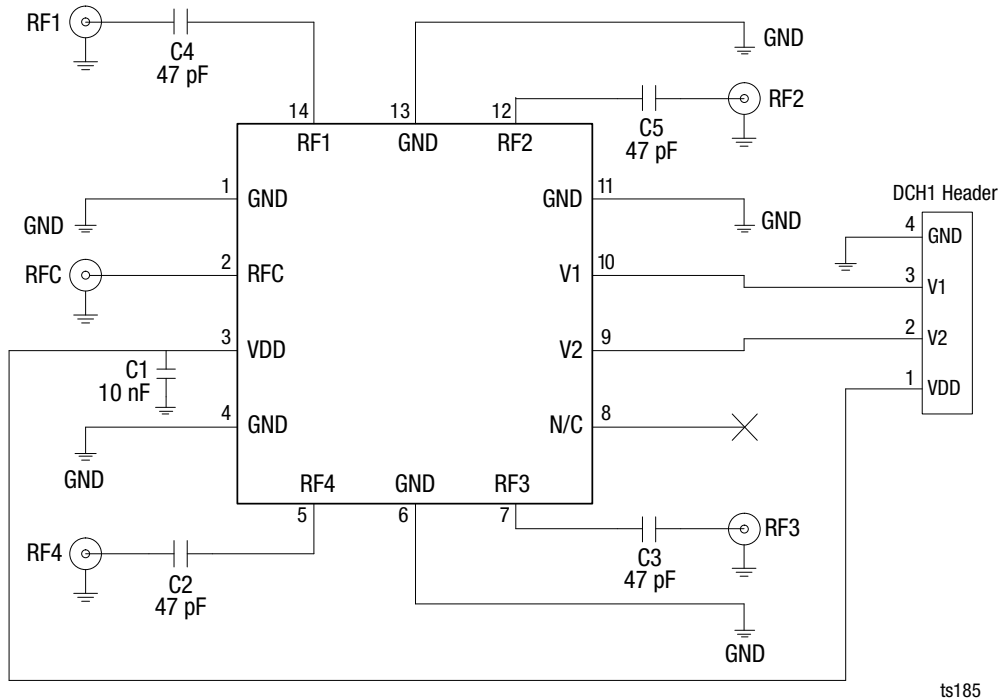 RF1
C4
47 pF
GND
RF2
C5
47 pF
14
13
12
RF1
GND
RF2
1
GND
GND
11
GND
GND
DCH1 Header
4
GND
RFC
2
RFC
V1
10
3
V1
3
VDD
V2
9
2
V2
C1
10 nF
1
VDD
4
GND
N/C
8
GND
RF4
GND
RF3
5
6
7
RF4
C2
47 pF
C3
47 pF
RF3
GND
ts185